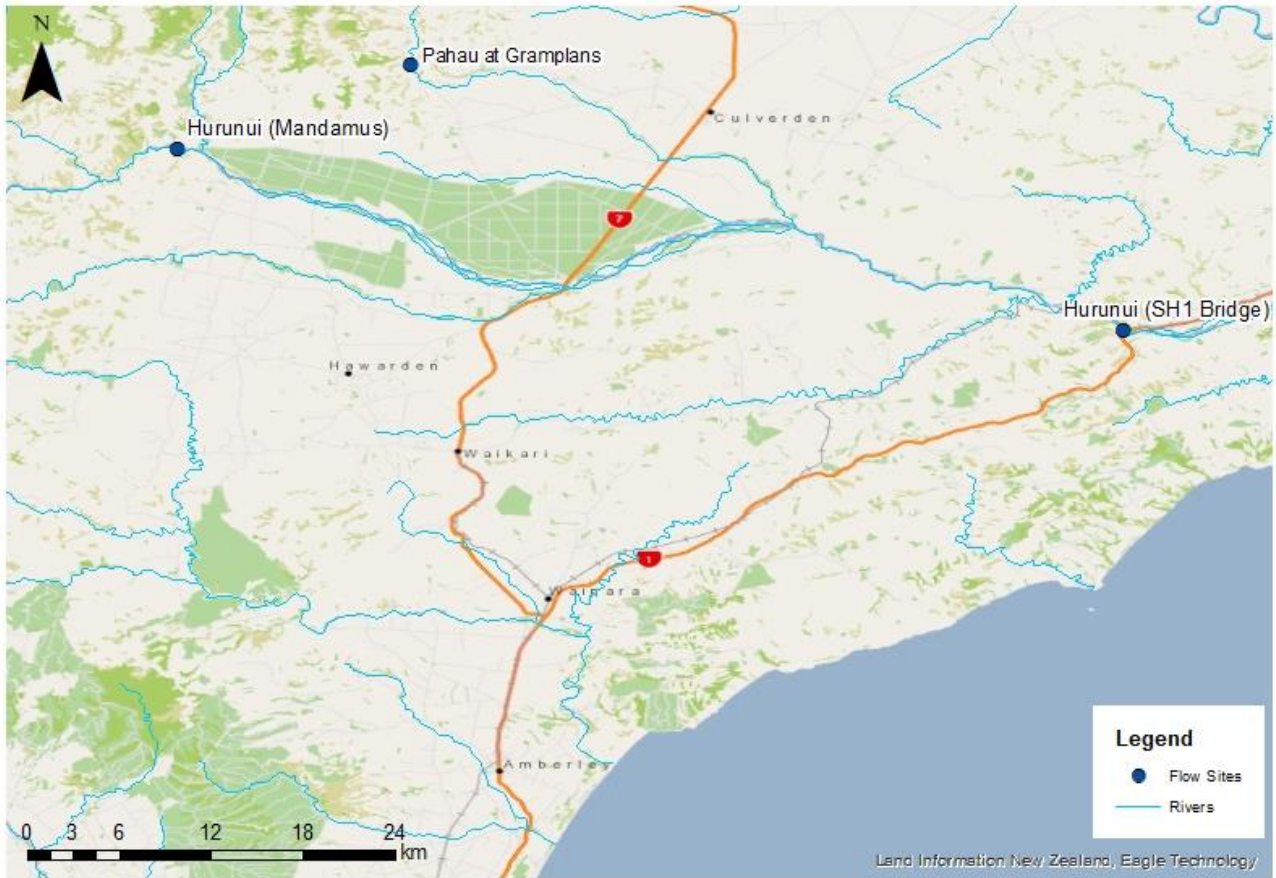 N
Pahau at Gramplans
Culverden
Hurunui (Mandamus)
7
Hurunui (SH1 Bridge)
Hawarden
Waikari
1
Waipara
Amberley
Legend
Flow Sites
Rivers
0 3 6 12 18 24
km
Land Information New Zealand, Eagle Technology